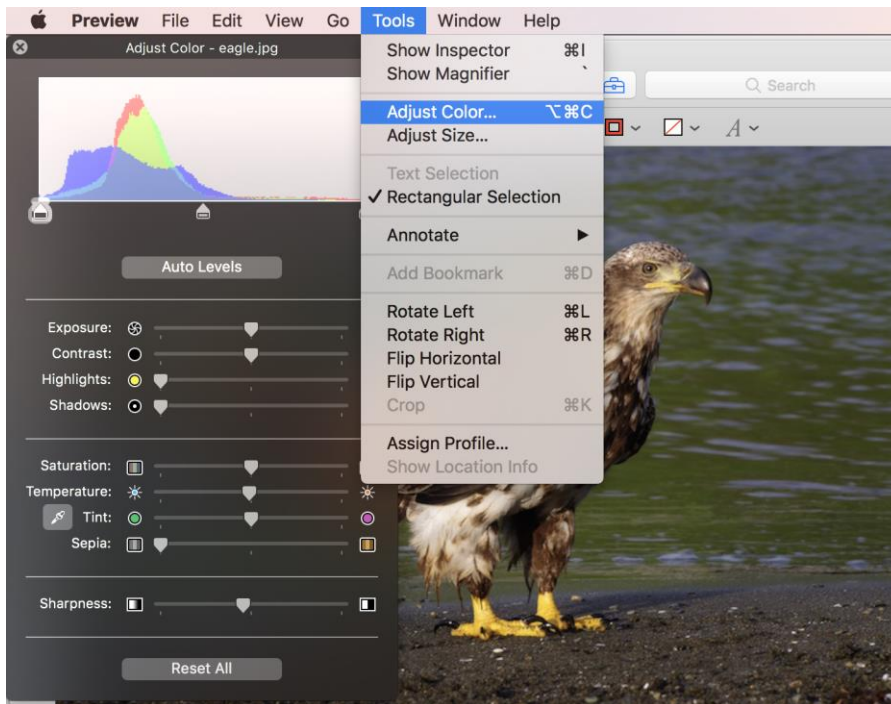 Preview File Edit View Go Tools Window Help
Adjust Color - eagle.jpg
Auto Levels
Exposure:
Contrast:
Highlights:
Shadows:
Saturation:
Temperature:
Tint:
Sepia:
Sharpness:
Reset All
Show Inspector ⌘I
Show Magnifier `
Adjust Color... ⌥⌘C
Adjust Size...
Text Selection
✓ Rectangular Selection
Annotate ▶
Add Bookmark ⌘D
Rotate Left ⌘L
Rotate Right ⌘R
Flip Horizontal
Flip Vertical
Crop ⌘K
Assign Profile...
Show Location Info
Search
A